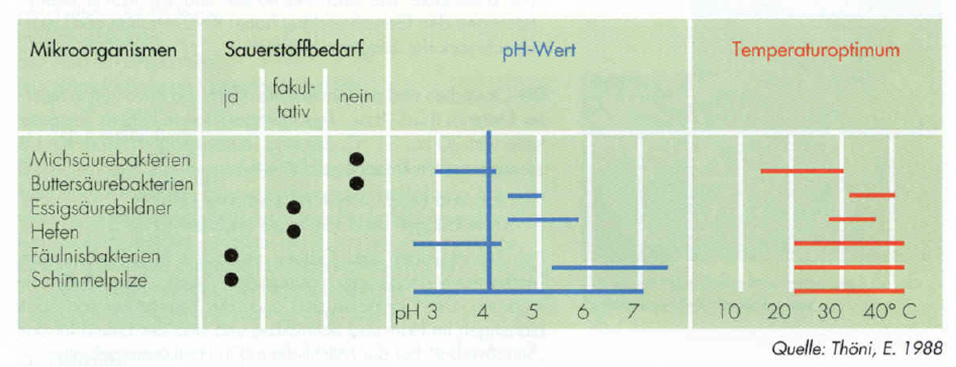 Mikroorganismen Sauerstoffbedarf pH-Wert Temperaturoptimum
ja fakul-
tativ nein
Michsäurebakterien
Buttersäurebakterien
Essigsäurebildner
Hefen
Fäulnisbakterien
Schimmelpilze
pH 3 4 5 6 7 10 20 30 40° C
Quelle: Thöni, E. 1988